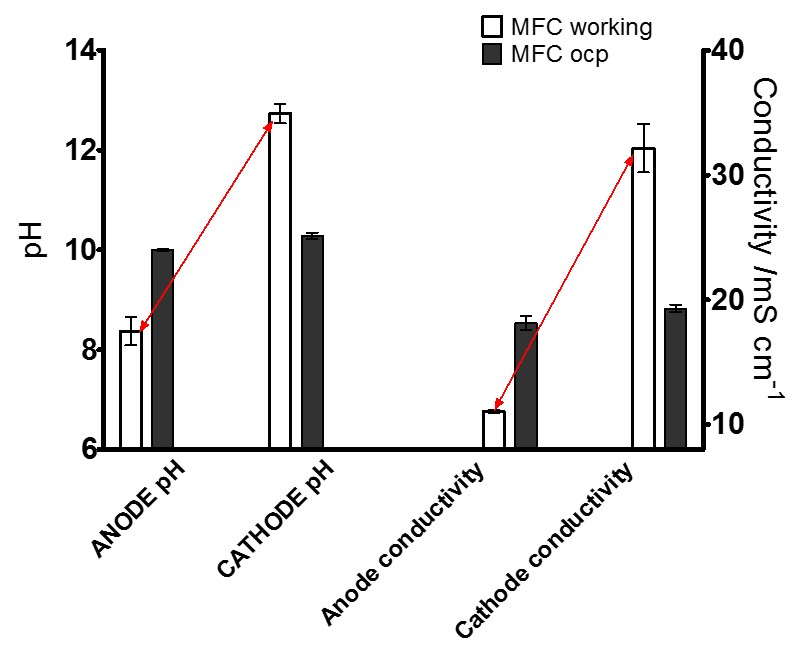 MFC working
MFC ocp
14
12
10
8
6
pH
40
30
20
10
Conductivity /mS cm-1
ANODE pH
CATHODE pH
Anode conductivity
Cathode conductivity